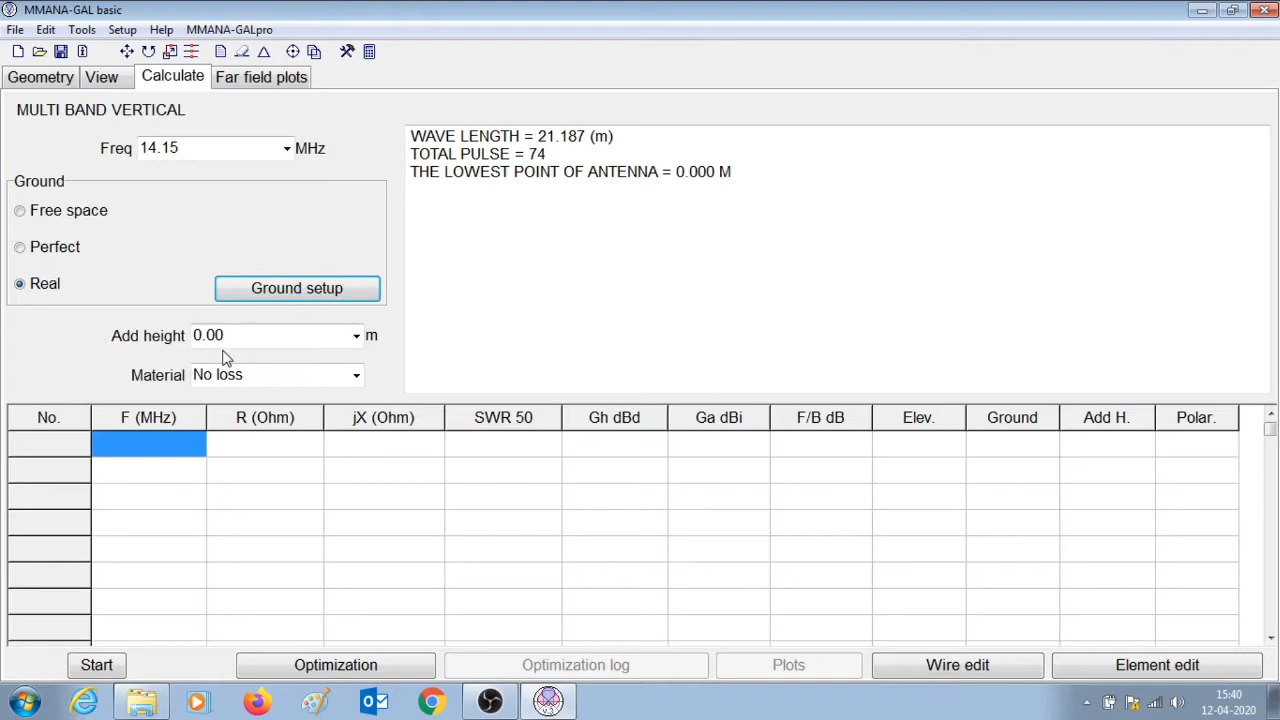 MMANA-GAL basic
File Edit Tools Setup Help MMANA-GALpro
Geometry View Calculate Far field plots
MULTI BAND VERTICAL
Freq 14.15 MHz
Ground
Free space
Perfect
Real Ground setup
Add height 0.00 m
Material No loss
WAVE LENGTH = 21.187 (m)
TOTAL PULSE = 74
THE LOWEST POINT OF ANTENNA = 0.000 M
No. F (MHz) R (Ohm) jX (Ohm) SWR 50 Gh dBd Ga dBi F/B dB Elev. Ground Add H. Polar.
Start Optimization Optimization log Plots Wire edit Element edit
15:40
12-04-2020